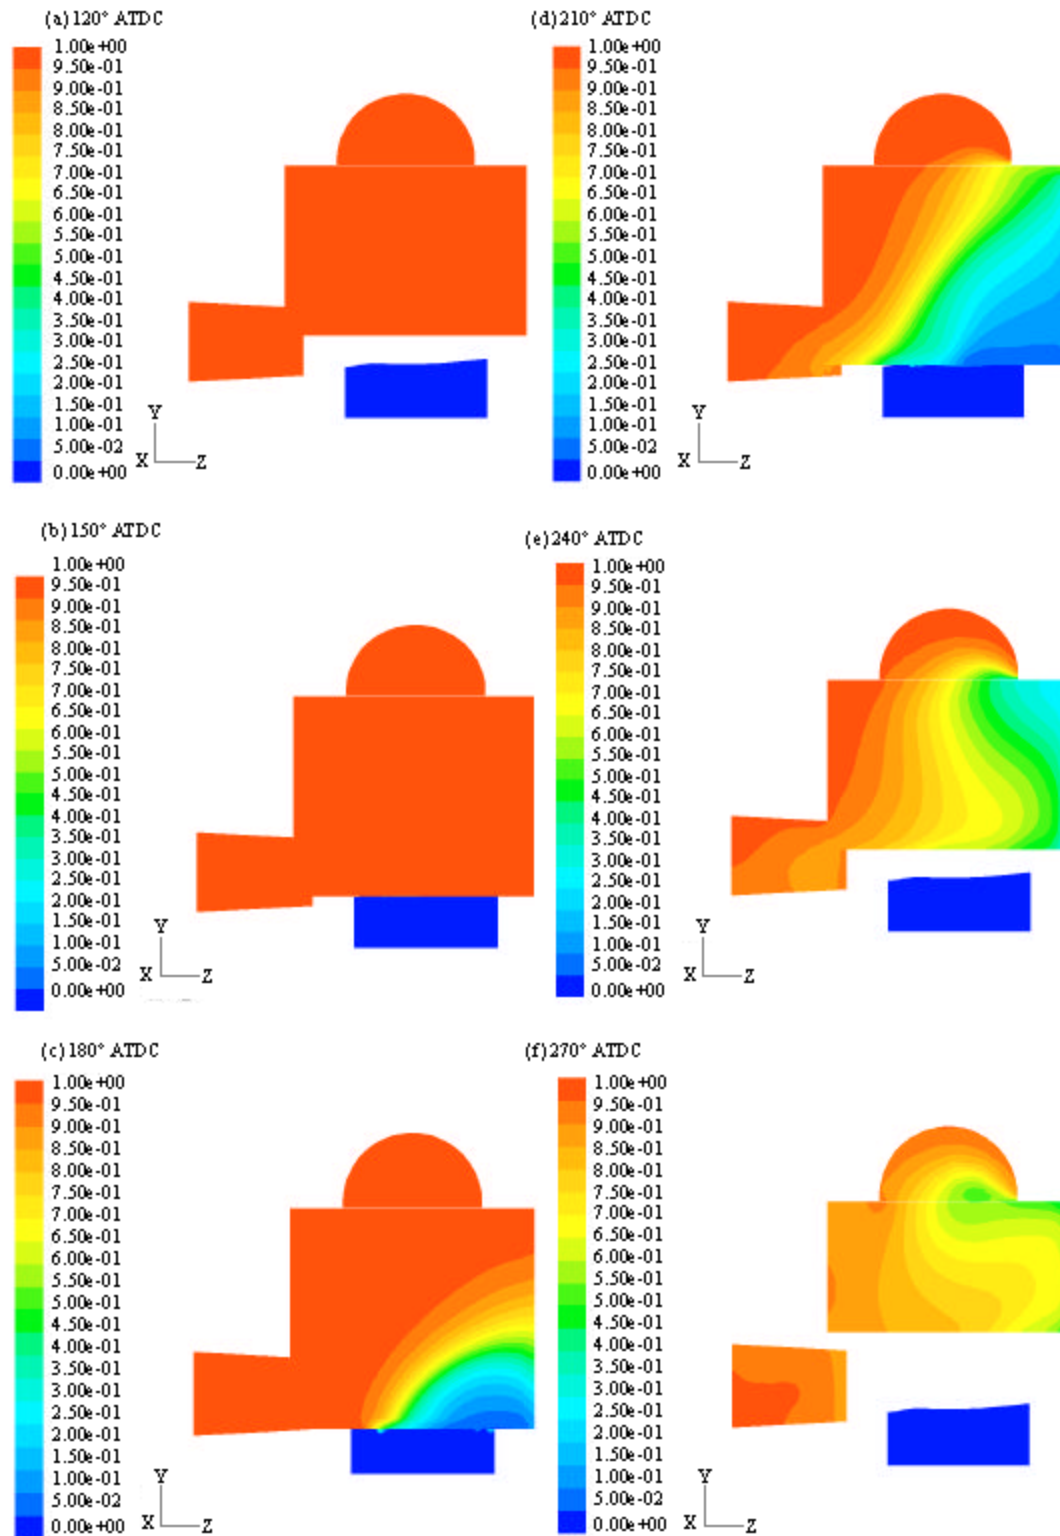 (a)120° ATDC
1.00e+00
9.50e-01
9.00e-01
8.50e-01
8.00e-01
7.50e-01
7.00e-01
6.50e-01
6.00e-01
5.50e-01
5.00e-01
4.50e-01
4.00e-01
3.50e-01
3.00e-01
2.50e-01
2.00e-01
1.50e-01
1.00e-01
5.00e-02
0.00e+00
Y
X
Z
(d)210° ATDC
1.00e+00
9.50e-01
9.00e-01
8.50e-01
8.00e-01
7.50e-01
7.00e-01
6.50e-01
6.00e-01
5.50e-01
5.00e-01
4.50e-01
4.00e-01
3.50e-01
3.00e-01
2.50e-01
2.00e-01
1.50e-01
1.00e-01
5.00e-02
0.00e+00
Y
X
Z
(b)150° ATDC
1.00e+00
9.50e-01
9.00e-01
8.50e-01
8.00e-01
7.50e-01
7.00e-01
6.50e-01
6.00e-01
5.50e-01
5.00e-01
4.50e-01
4.00e-01
3.50e-01
3.00e-01
2.50e-01
2.00e-01
1.50e-01
1.00e-01
5.00e-02
0.00e+00
Y
X
Z
(e)240° ATDC
1.00e+00
9.50e-01
9.00e-01
8.50e-01
8.00e-01
7.50e-01
7.00e-01
6.50e-01
6.00e-01
5.50e-01
5.00e-01
4.50e-01
4.00e-01
3.50e-01
3.00e-01
2.50e-01
2.00e-01
1.50e-01
1.00e-01
5.00e-02
0.00e+00
Y
X
Z
(c)180° ATDC
1.00e+00
9.50e-01
9.00e-01
8.50e-01
8.00e-01
7.50e-01
7.00e-01
6.50e-01
6.00e-01
5.50e-01
5.00e-01
4.50e-01
4.00e-01
3.50e-01
3.00e-01
2.50e-01
2.00e-01
1.50e-01
1.00e-01
5.00e-02
0.00e+00
Y
X
Z
(f)270° ATDC
1.00e+00
9.50e-01
9.00e-01
8.50e-01
8.00e-01
7.50e-01
7.00e-01
6.50e-01
6.00e-01
5.50e-01
5.00e-01
4.50e-01
4.00e-01
3.50e-01
3.00e-01
2.50e-01
2.00e-01
1.50e-01
1.00e-01
5.00e-02
0.00e+00
Y
X
Z